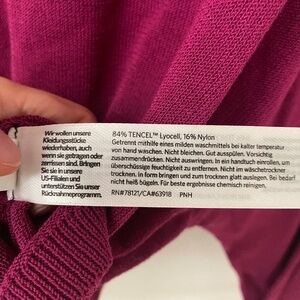 Wir wollen unsere
Kleidungsstücke
wiederhaben, auch
wenn sie getragen oder
zerrissen sind. Bringen
Sie sie in diese
US-Filialen und
unterstützen Sie unser
Rücknahmeprogramm.
84% TENCEL™ Lyocell, 16% Nylon
Getrennt mithilfe eines milden waschmittels bei kalter temperatur
von hand waschen. Nicht bleichen. Gut ausspülen. Vorsichtig
zusammendrücken. Nicht auswringen. In ein handtuch einrollen, um
überschüssige feuchtigkeit zu entfernen. Nicht im wäschetrockner
trocknen. in form bringen und zum trocknen glatt auslegen. Bei bedarf
nicht heiß bügeln. Für beste ergebnisse chemisch reinigen.
RN#78121/CA#63918 PNH